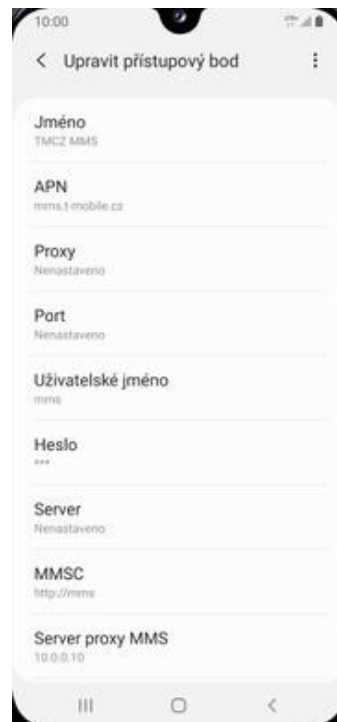 10:00
Upravit přístupový bod
Jméno
TMCZ MMS
APN
mms.t-mobile.cz
Proxy
Nenastaveno
Port
Nenastaveno
Uživatelské jméno
mms
Heslo
***
Server
Nenastaveno
MMSC
http://mms
Server proxy MMS
10.0.0.10